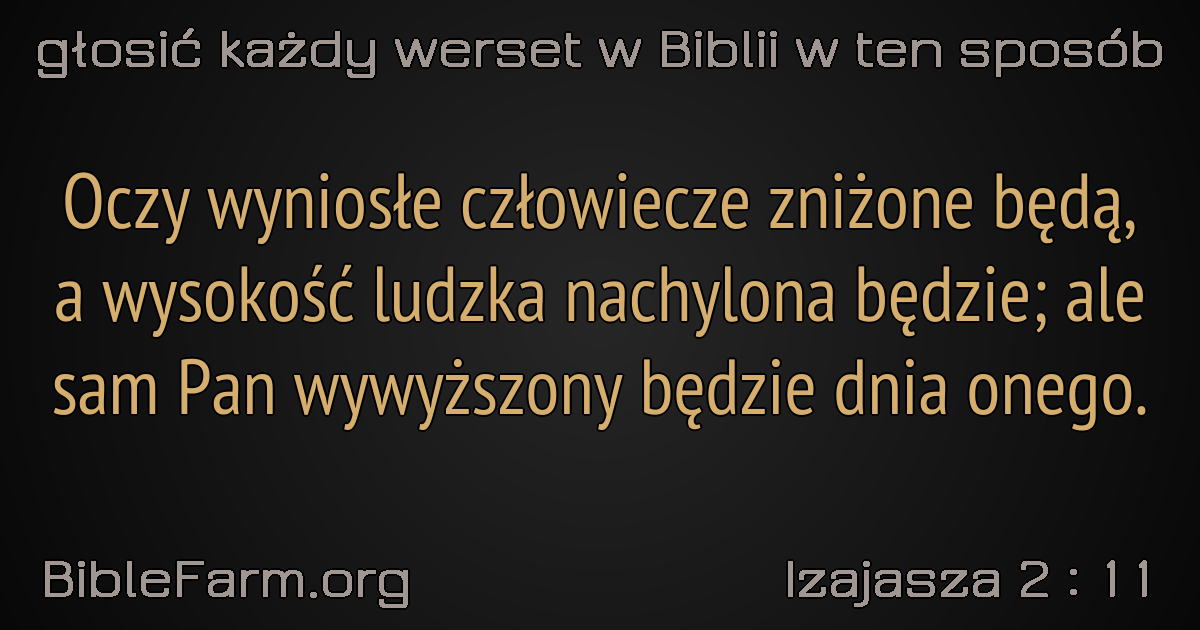 głosić każdy werset w Biblii w ten sposób
Oczy wyniosłe człowiecze zniżone będą,
a wysokość ludzka nachylona będzie; ale
sam Pan wywyższony będzie dnia onego.
BibleFarm.org
Izajasza 2 : 11